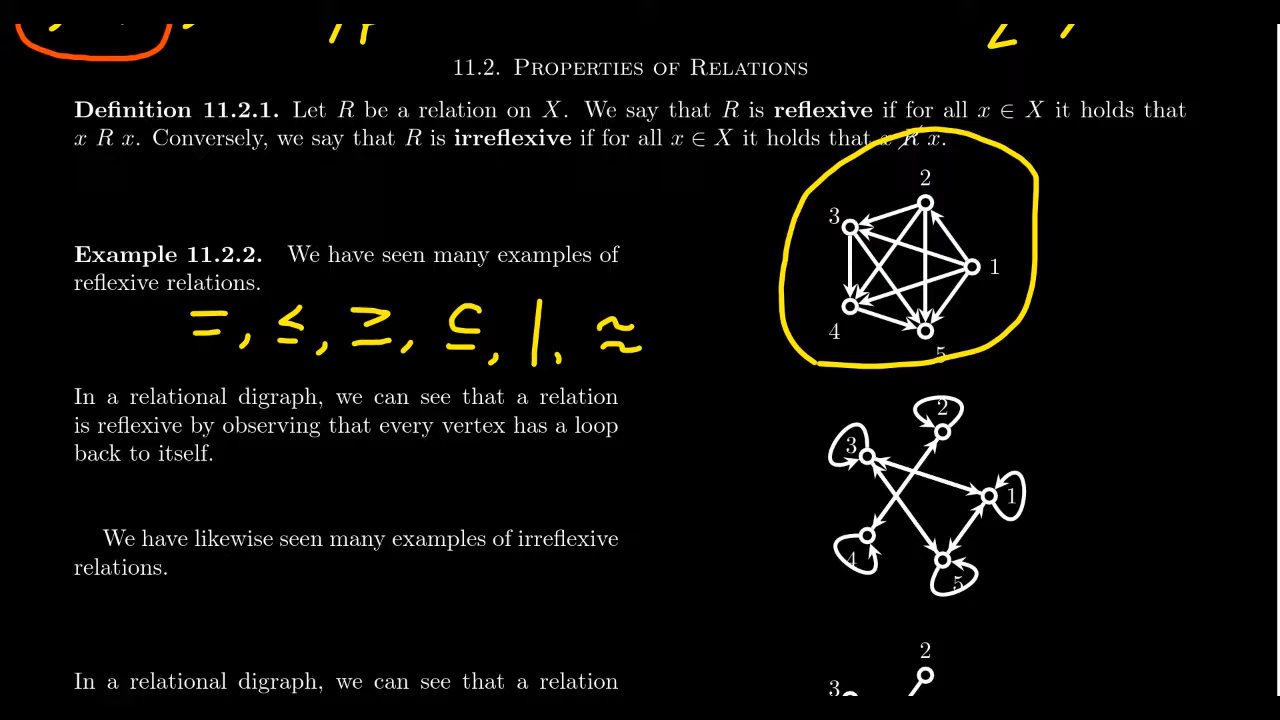 11.2. Properties of Relations
Definition 11.2.1. Let R be a relation on X. We say that R is reflexive if for all x ∈ X it holds that
x R x. Conversely, we say that R is irreflexive if for all x ∈ X it holds that x R̸ x.
2
3
1
4
5
Example 11.2.2. We have seen many examples of
reflexive relations.
=, ≤, ≥, ⊆, |, ≈
In a relational digraph, we can see that a relation
is reflexive by observing that every vertex has a loop
back to itself.
2
3
1
4
5
We have likewise seen many examples of irreflexive
relations.
2
3
In a relational digraph, we can see that a relation